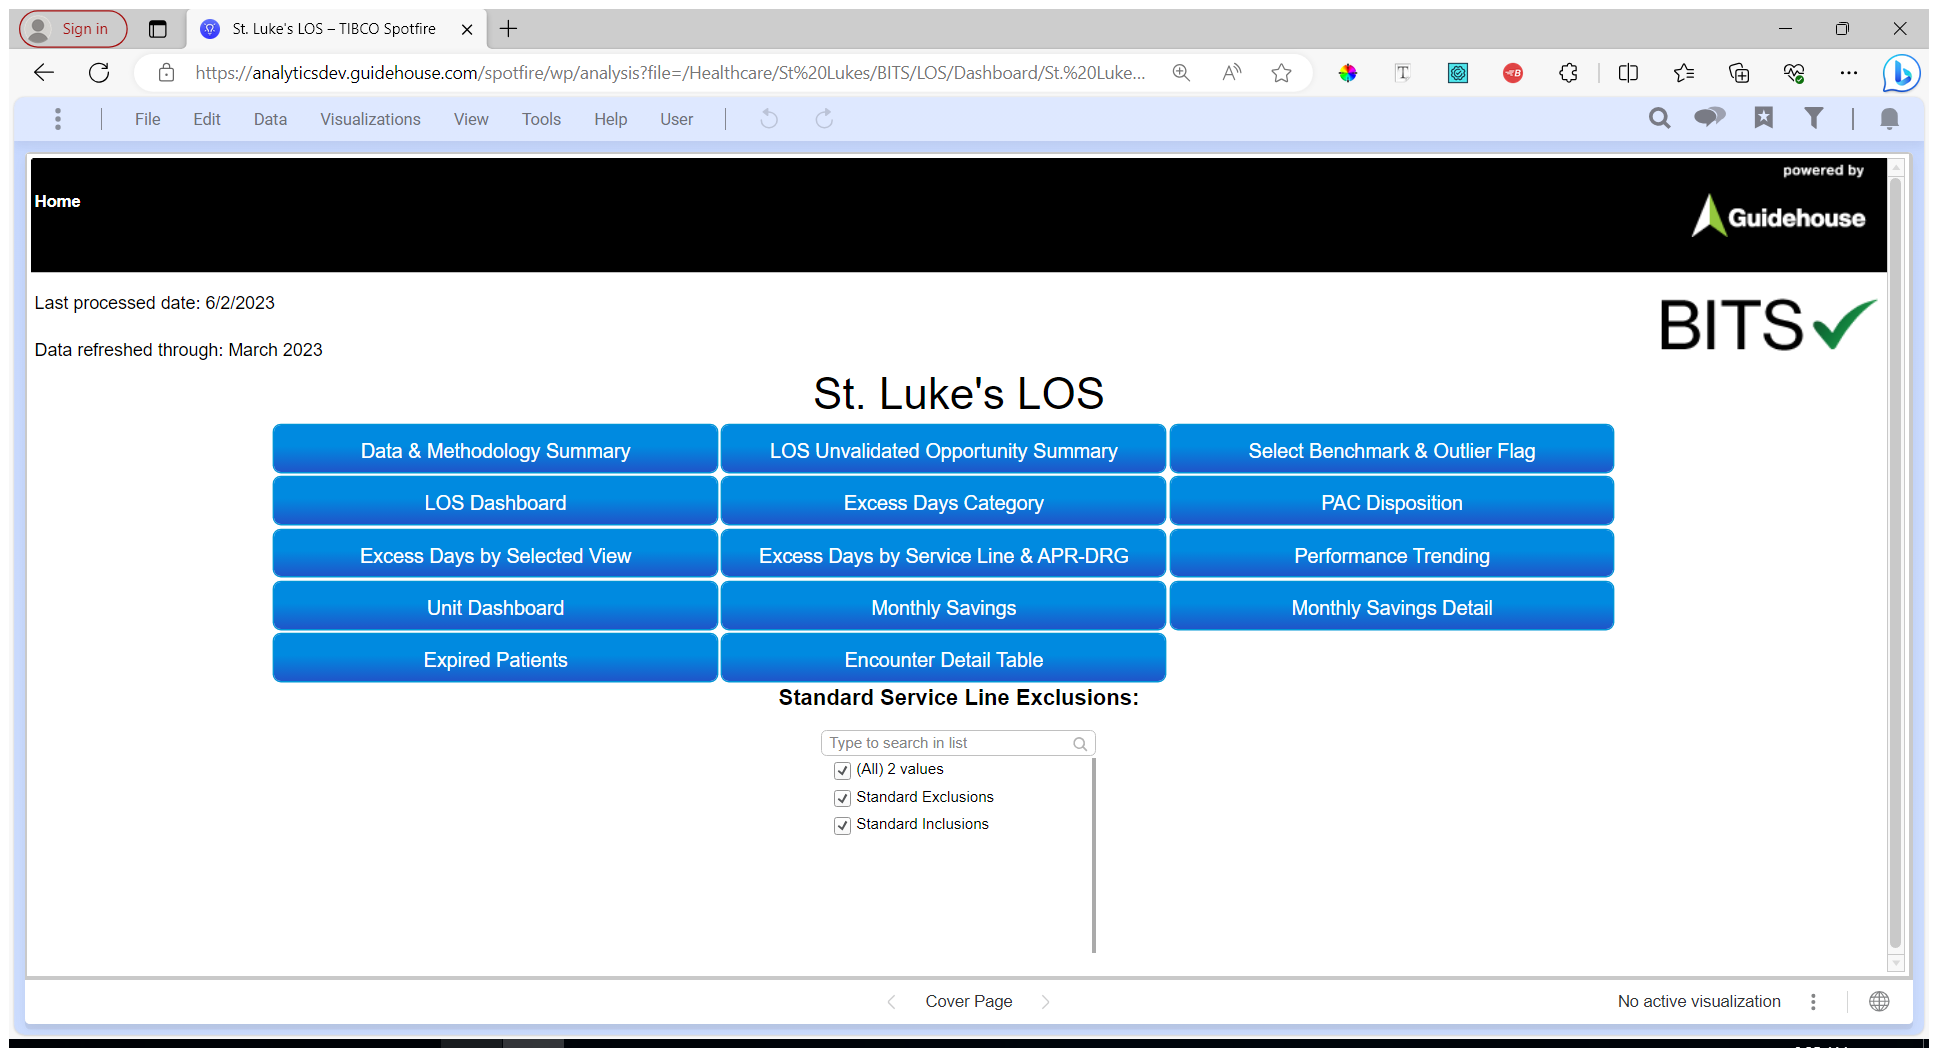 Sign in
St. Luke's LOS – TIBCO Spotfire
https://analyticsdev.guidehouse.com/spotfire/wp/analysis?file=/Healthcare/St%20Lukes/BITS/LOS/Dashboard/St.%20Luke...
File Edit Data Visualizations View Tools Help User
powered by
Home
Guidehouse
Last processed date: 6/2/2023
BITS
Data refreshed through: March 2023
St. Luke's LOS
Data & Methodology Summary LOS Unvalidated Opportunity Summary Select Benchmark & Outlier Flag
LOS Dashboard Excess Days Category PAC Disposition
Excess Days by Selected View Excess Days by Service Line & APR-DRG Performance Trending
Unit Dashboard Monthly Savings Monthly Savings Detail
Expired Patients Encounter Detail Table
Standard Service Line Exclusions:
Type to search in list
(All) 2 values
Standard Exclusions
Standard Inclusions
Cover Page
No active visualization